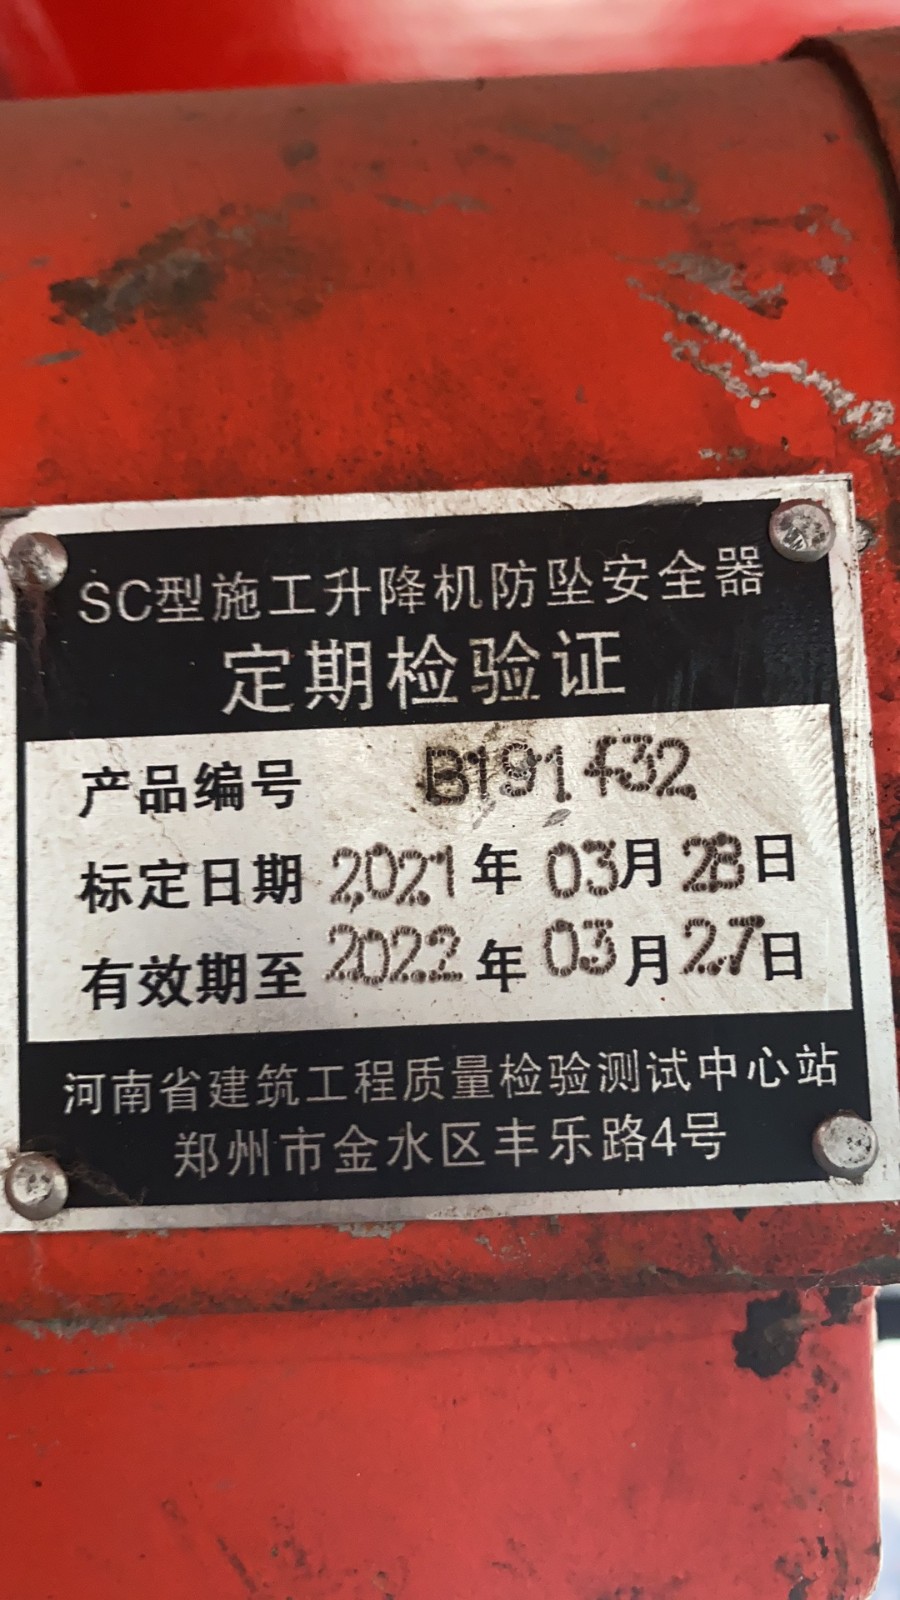 SC型施工升降机防坠安全器
定期检验证
产品编号 B191432
标定日期 2021年 03月 28日
有效期至 2022年 03月 27日
河南省建筑工程质量检验测试中心站
郑州市金水区丰乐路4号